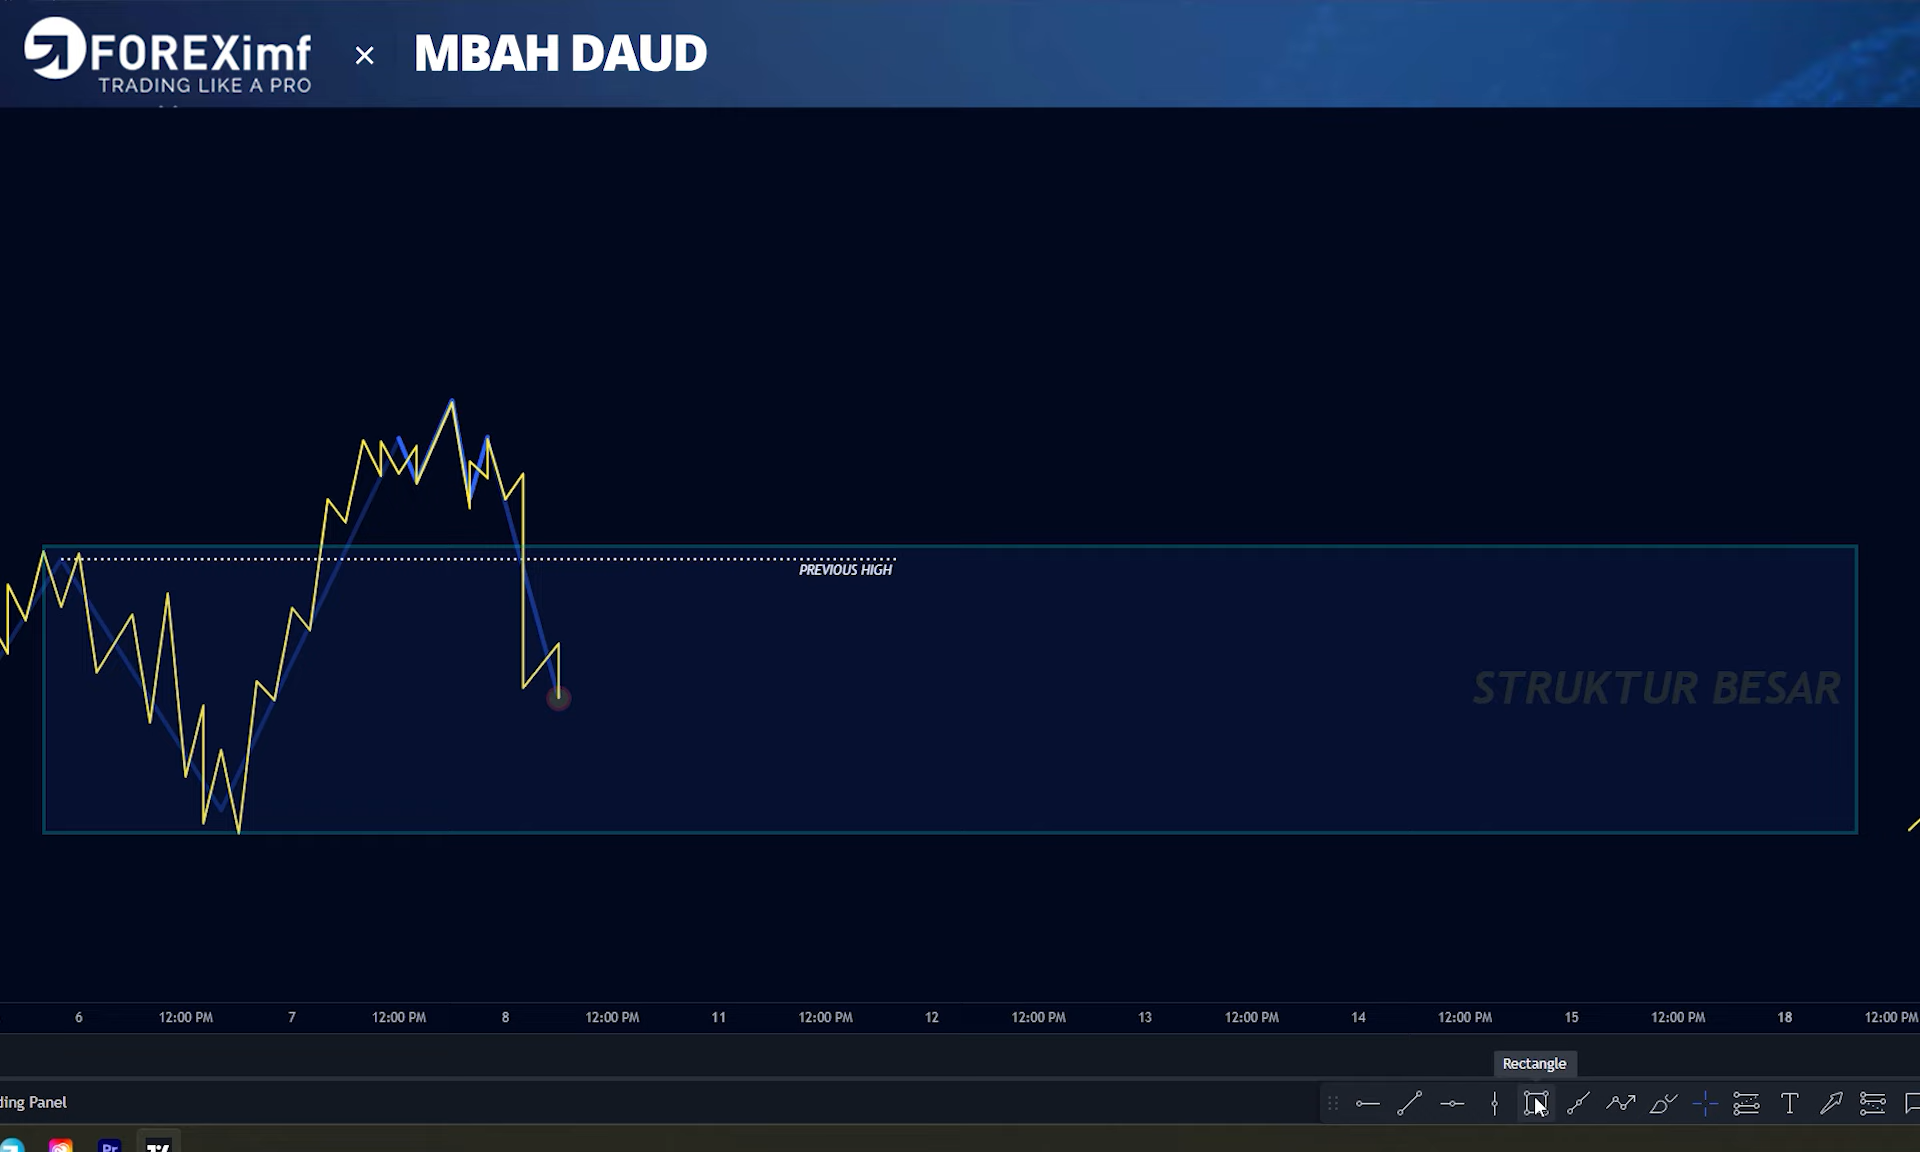 FOREXimf × MBAH DAUD
TRADING LIKE A PRO
PREVIOUS HIGH
STRUKTUR BESAR
6 12:00 PM 7 12:00 PM 8 12:00 PM 11 12:00 PM 12 12:00 PM 13 12:00 PM 14 12:00 PM 15 12:00 PM 18 12:00 PM
Rectangle
ding Panel
Pr